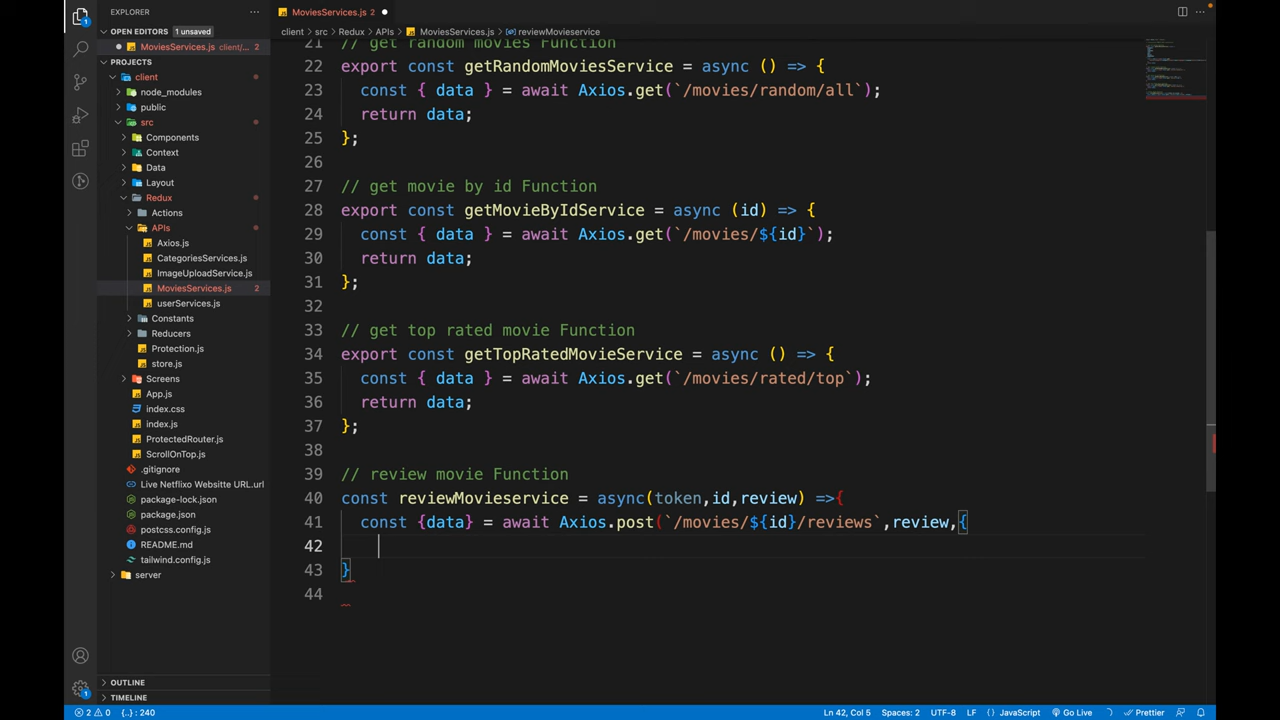 EXPLORER
OPEN EDITORS 1 unsaved
MoviesServices.js client/... 2
PROJECTS
client
node_modules
public
src
Components
Context
Data
Layout
Redux
Actions
APIs
Axios.js
CategoriesServices.js
ImageUploadService.js
MoviesServices.js 2
userServices.js
Constants
Reducers
Protection.js
store.js
Screens
App.js
index.css
index.js
ProtectedRouter.js
ScrollOnTop.js
.gitignore
Live Netflixo Websitte URL.url
package-lock.json
package.json
postcss.config.js
README.md
tailwind.config.js
server
OUTLINE
TIMELINE
MoviesServices.js 2
client > src > Redux > APIs > MoviesServices.js > reviewMovieservice
21 // get random movies Function
22 export const getRandomMoviesService = async () => {
23 const { data } = await Axios.get(`/movies/random/all`);
24 return data;
25 };
26
27 // get movie by id Function
28 export const getMovieByIdService = async (id) => {
29 const { data } = await Axios.get(`/movies/${id}`);
30 return data;
31 };
32
33 // get top rated movie Function
34 export const getTopRatedMovieService = async () => {
35 const { data } = await Axios.get(`/movies/rated/top`);
36 return data;
37 };
38
39 // review movie Function
40 const reviewMovieservice = async(token,id,review) =>{
41 const {data} = await Axios.post(`/movies/${id}/reviews`,review,{
42
43 }
44
2 0 {..} : 240 Ln 42, Col 5 Spaces: 2 UTF-8 LF {} JavaScript Go Live Prettier